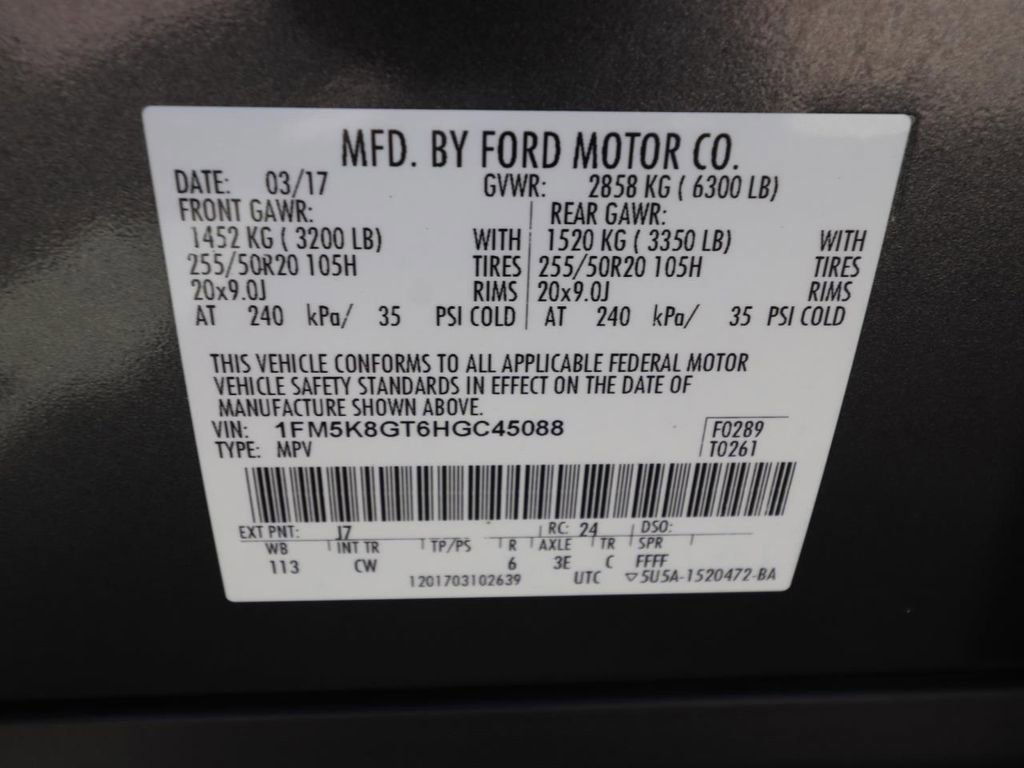 MFD. BY FORD MOTOR CO.
DATE: 03/17 GVWR: 2858 KG ( 6300 LB)
FRONT GAWR: REAR GAWR:
1452 KG ( 3200 LB) WITH 1520 KG ( 3350 LB) WITH
255/50R20 105H TIRES 255/50R20 105H TIRES
20x9.0J RIMS 20x9.0J RIMS
AT 240 kPa/ 35 PSI COLD AT 240 kPa/ 35 PSI COLD
THIS VEHICLE CONFORMS TO ALL APPLICABLE FEDERAL MOTOR
VEHICLE SAFETY STANDARDS IN EFFECT ON THE DATE OF
MANUFACTURE SHOWN ABOVE.
VIN: 1FM5K8GT6HGC45088 F0289
TYPE: MPV T0261
EXT PNT: J7 RC: 24 DSO:
WB INT TR TP/PS R AXLE TR SPR
113 CW 6 3E C FFFF
1201703102639 UTC ▽5U5A-1520472-BA